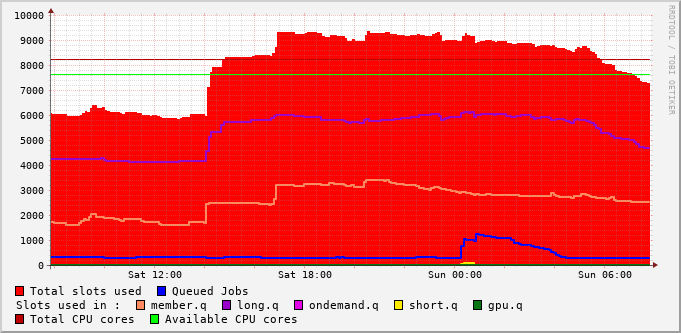 10000
9000
8000
7000
6000
5000
4000
3000
2000
1000
0
Sat 12:00 Sat 18:00 Sun 00:00 Sun 06:00
RRDTOOL / TOBI OETIKER
Total slots used Queued Jobs
Slots used in : member.q long.q ondemand.q short.q gpu.q
Total CPU cores Available CPU cores